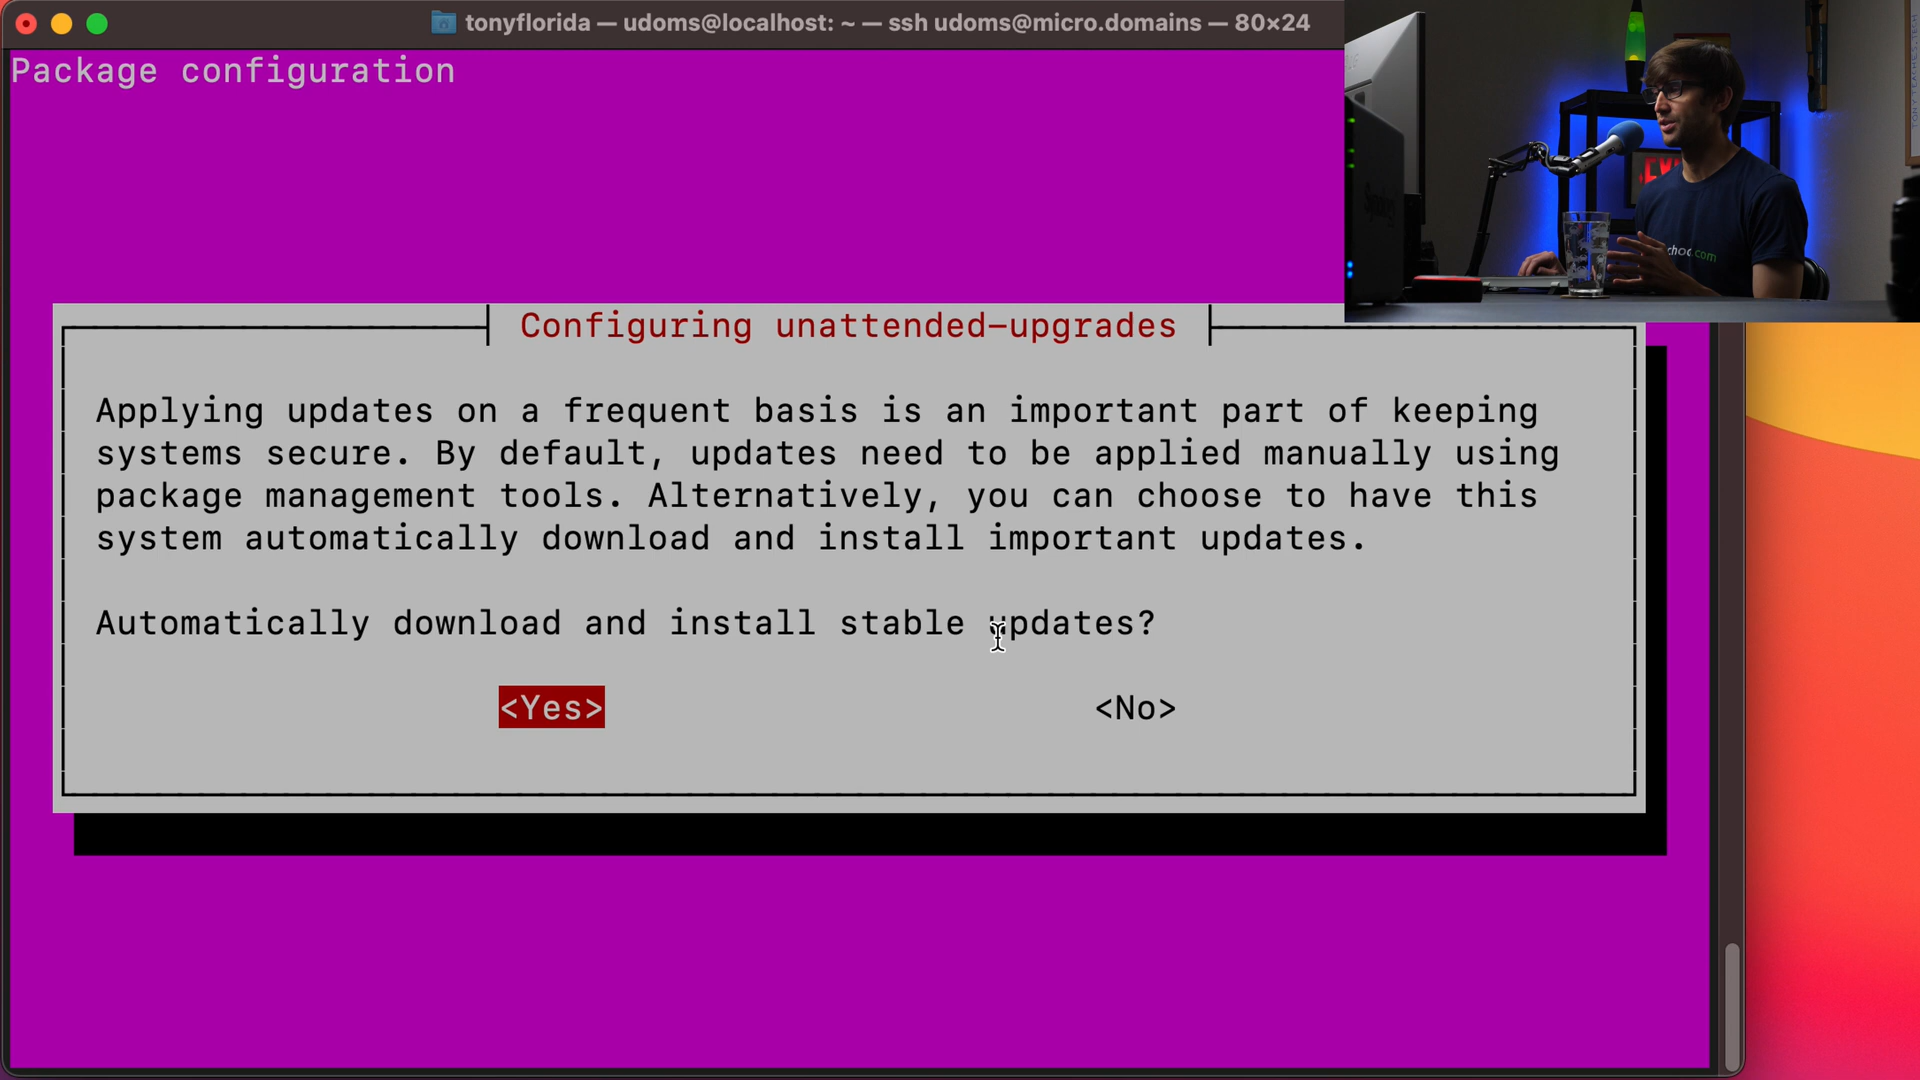 tonyflorida — udoms@localhost: ~ — ssh udoms@micro.domains — 80×24
Package configuration
Configuring unattended-upgrades
Applying updates on a frequent basis is an important part of keeping
systems secure. By default, updates need to be applied manually using
package management tools. Alternatively, you can choose to have this
system automatically download and install important updates.
Automatically download and install stable updates?
<Yes>
<No>